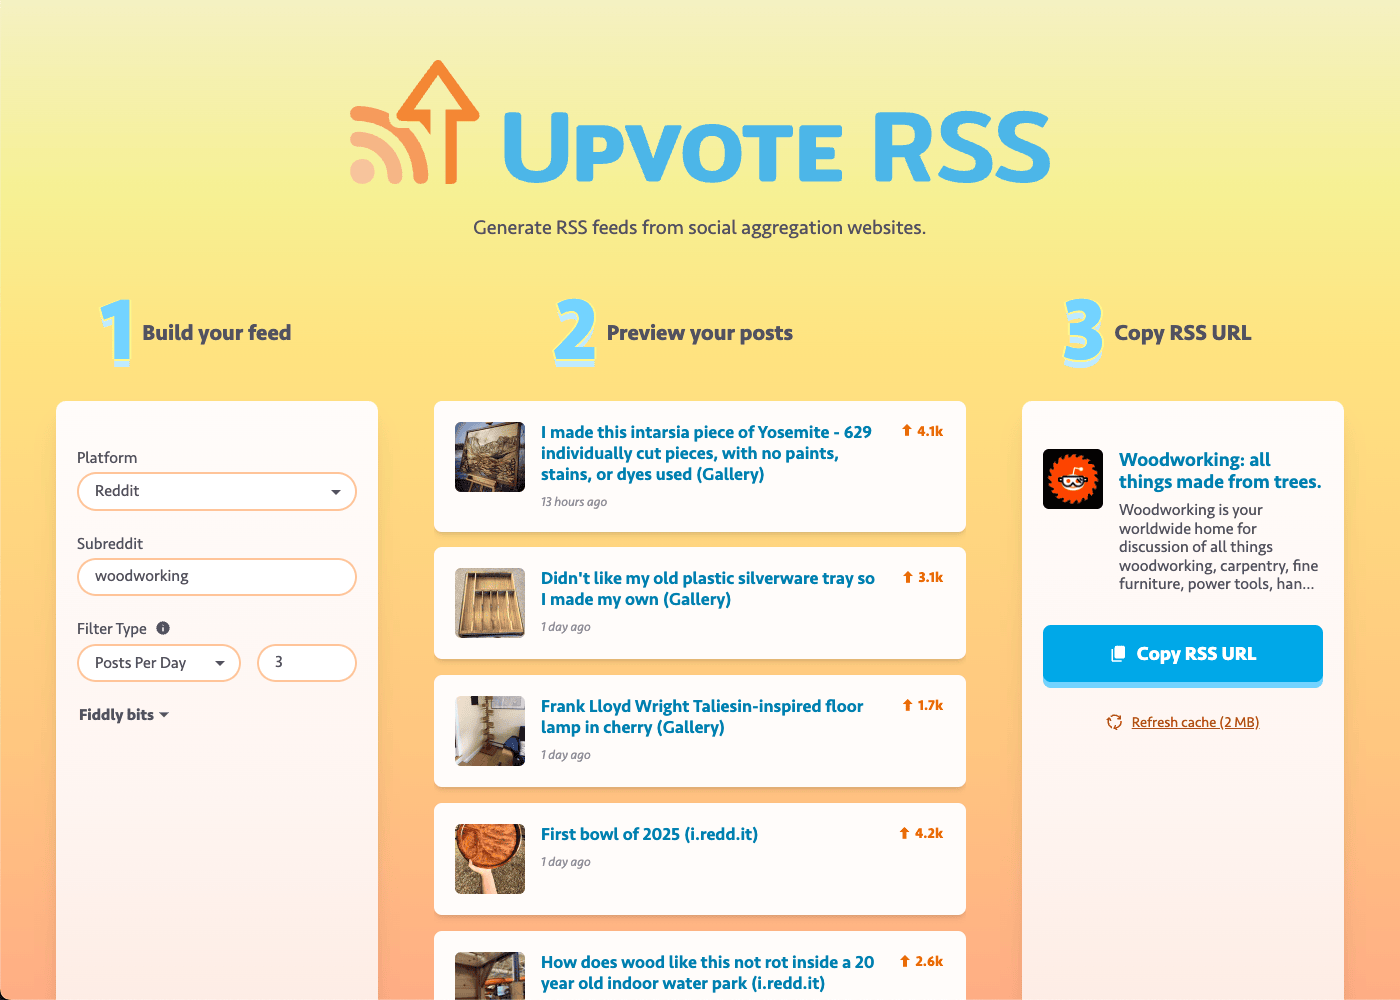 UPVOTE RSS
Generate RSS feeds from social aggregation websites.
1 Build your feed
2 Preview your posts
3 Copy RSS URL
Platform
Reddit
Subreddit
woodworking
Filter Type
Posts Per Day
3
Fiddly bits
I made this intarsia piece of Yosemite - 629
individually cut pieces, with no paints,
stains, or dyes used (Gallery)
13 hours ago
4.1k
Didn't like my old plastic silverware tray so
I made my own (Gallery)
1 day ago
3.1k
Frank Lloyd Wright Taliesin-inspired floor
lamp in cherry (Gallery)
1 day ago
1.7k
First bowl of 2025 (i.redd.it)
1 day ago
4.2k
How does wood like this not rot inside a 20
year old indoor water park (i.redd.it)
2.6k
Woodworking: all
things made from trees.
Woodworking is your
worldwide home for
discussion of all things
woodworking, carpentry, fine
furniture, power tools, han...
Copy RSS URL
Refresh cache (2 MB)